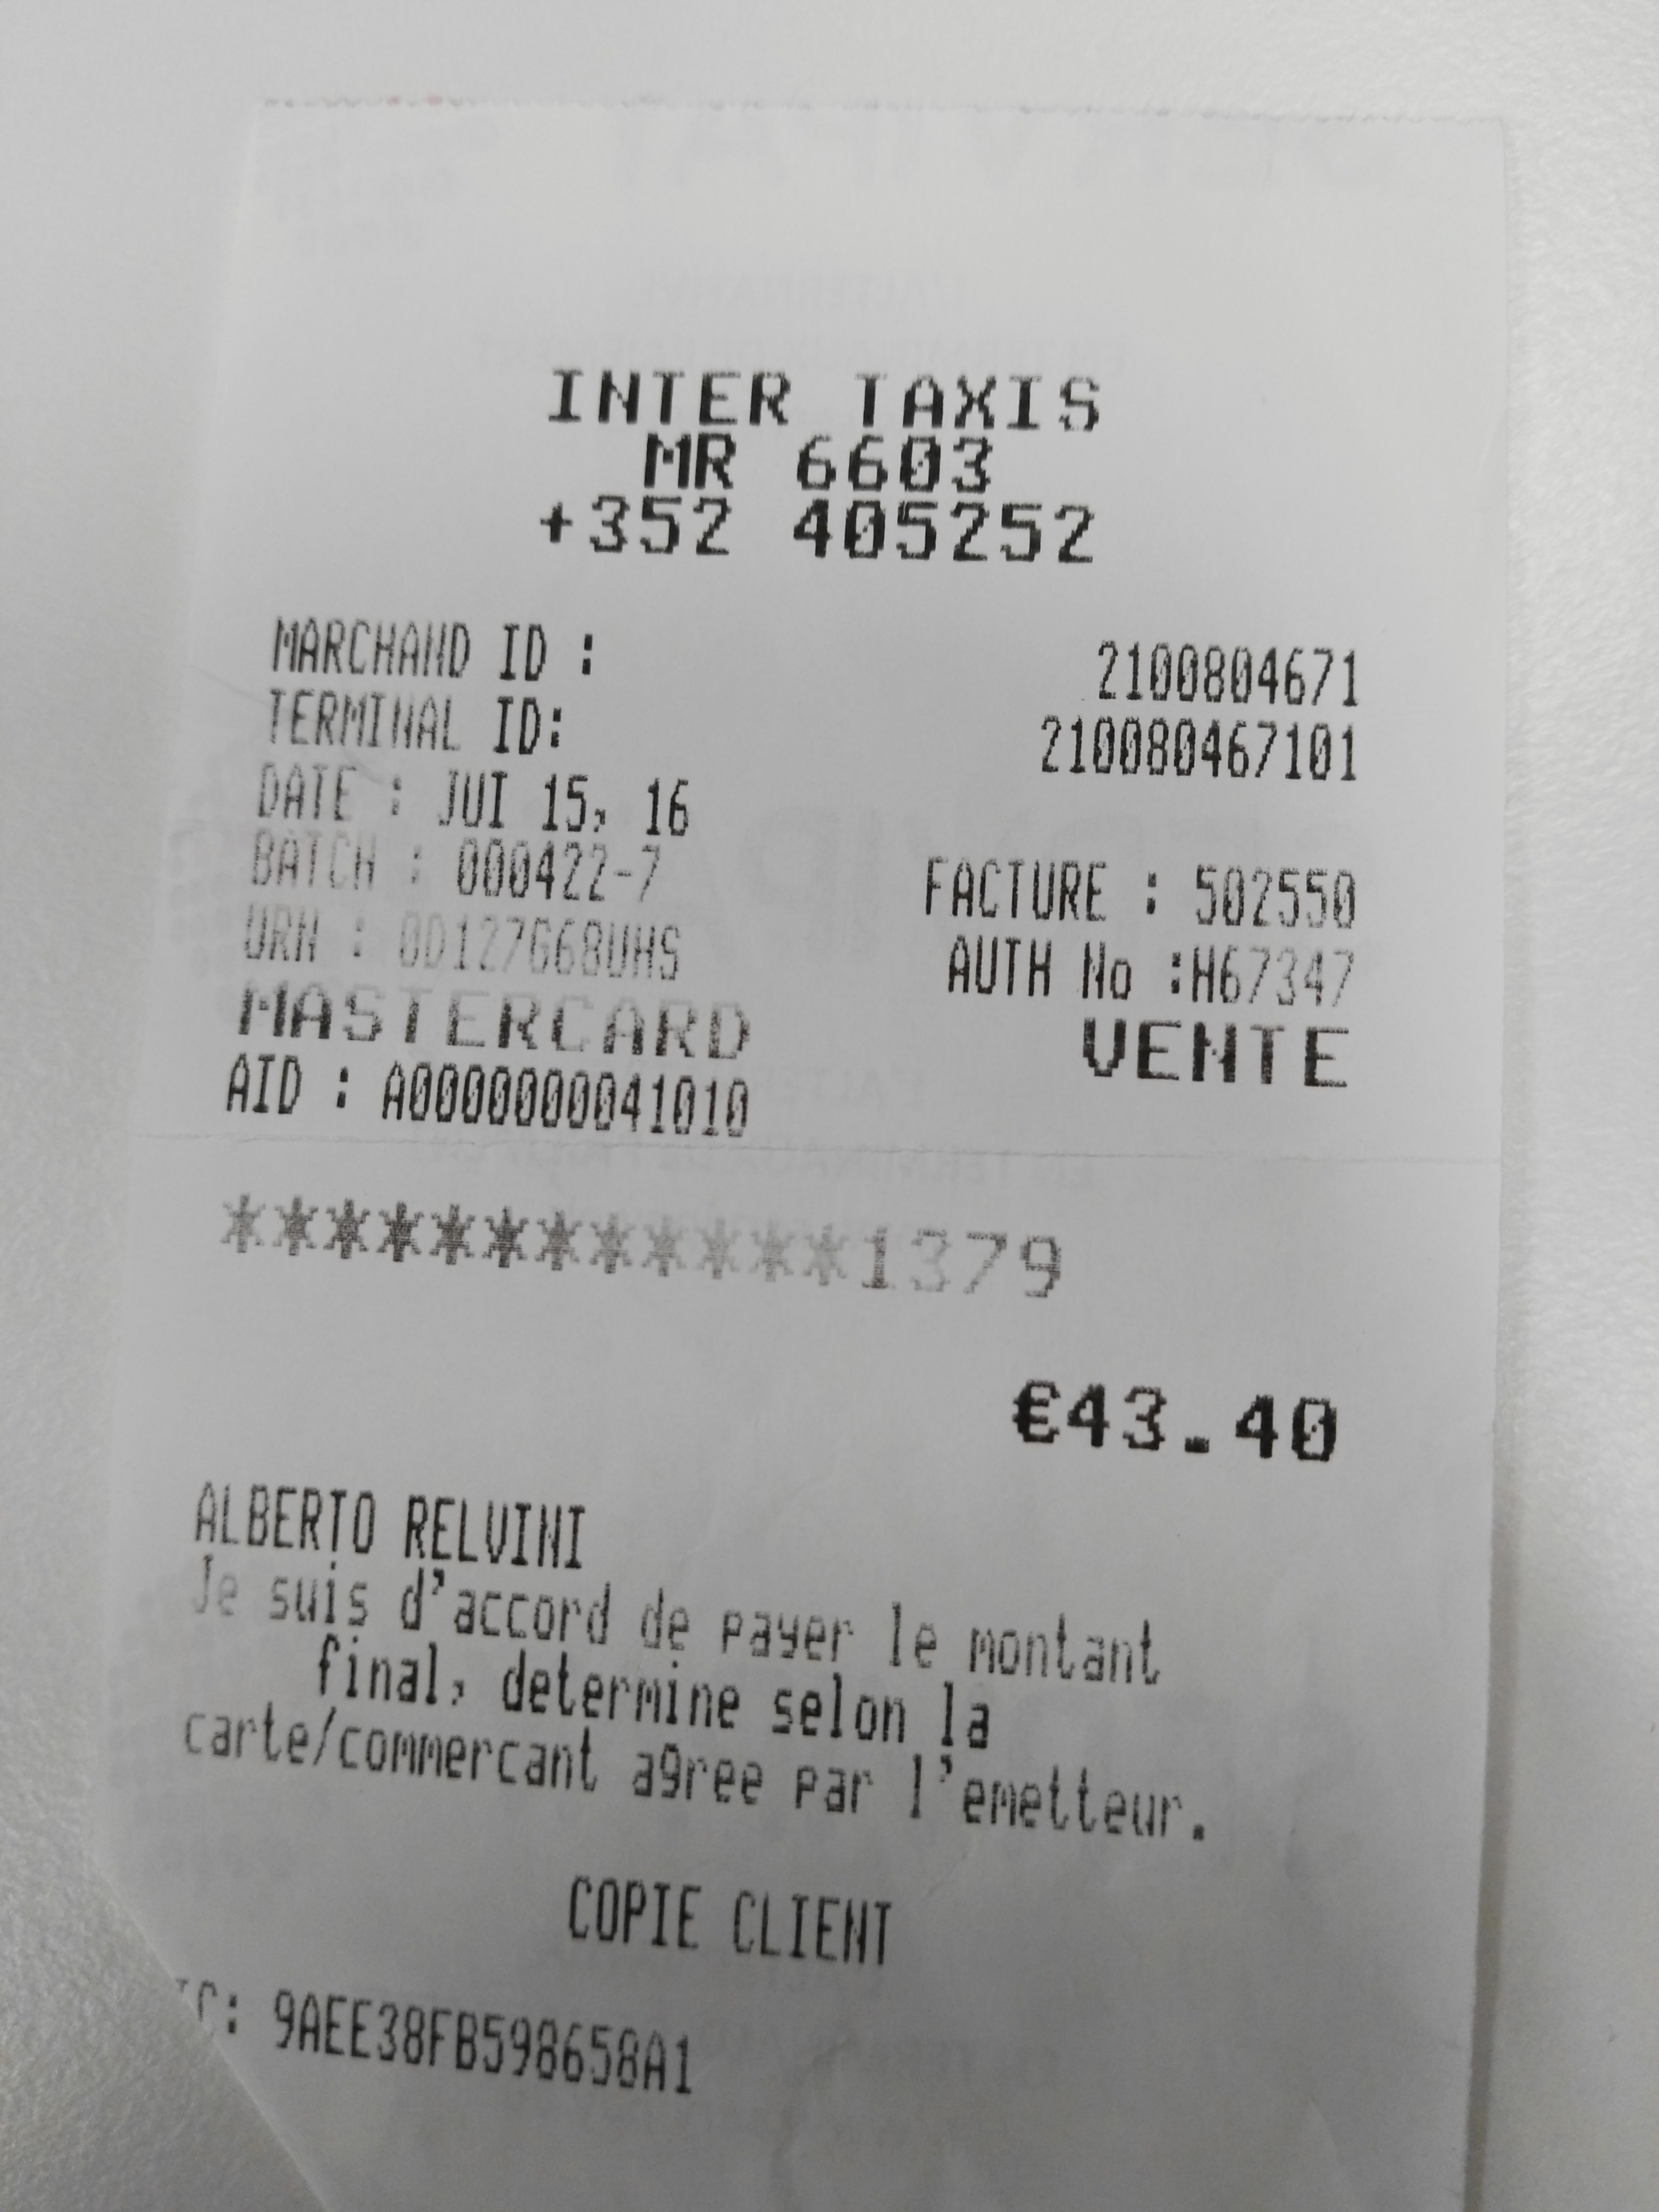 INTER TAXIS
MR 6603
+352 405252
MARCHAND ID : 2100804671
TERMINAL ID: 210080467101
DATE : JUI 15, 16
BATCH : 000422-7 FACTURE : 502550
URN : 0D127G68UHS AUTH No :H67347
MASTERCARD VENTE
AID : A0000000041010
************1379
€43.40
ALBERTO RELVINI
Je suis d'accord de payer le montant
final, determine selon la
carte/commercant agree par l'emetteur.
COPIE CLIENT
C: 9AEE38FB598658A1